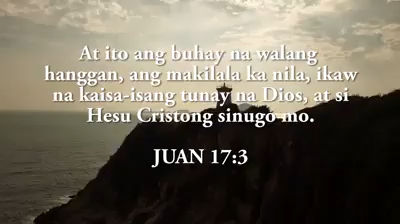 At ito ang buhay na walang
hanggan, ang makilala ka nila, ikaw
na kaisa-isang tunay na Dios, at si
Hesu Cristong sinugo mo.
JUAN 17:3